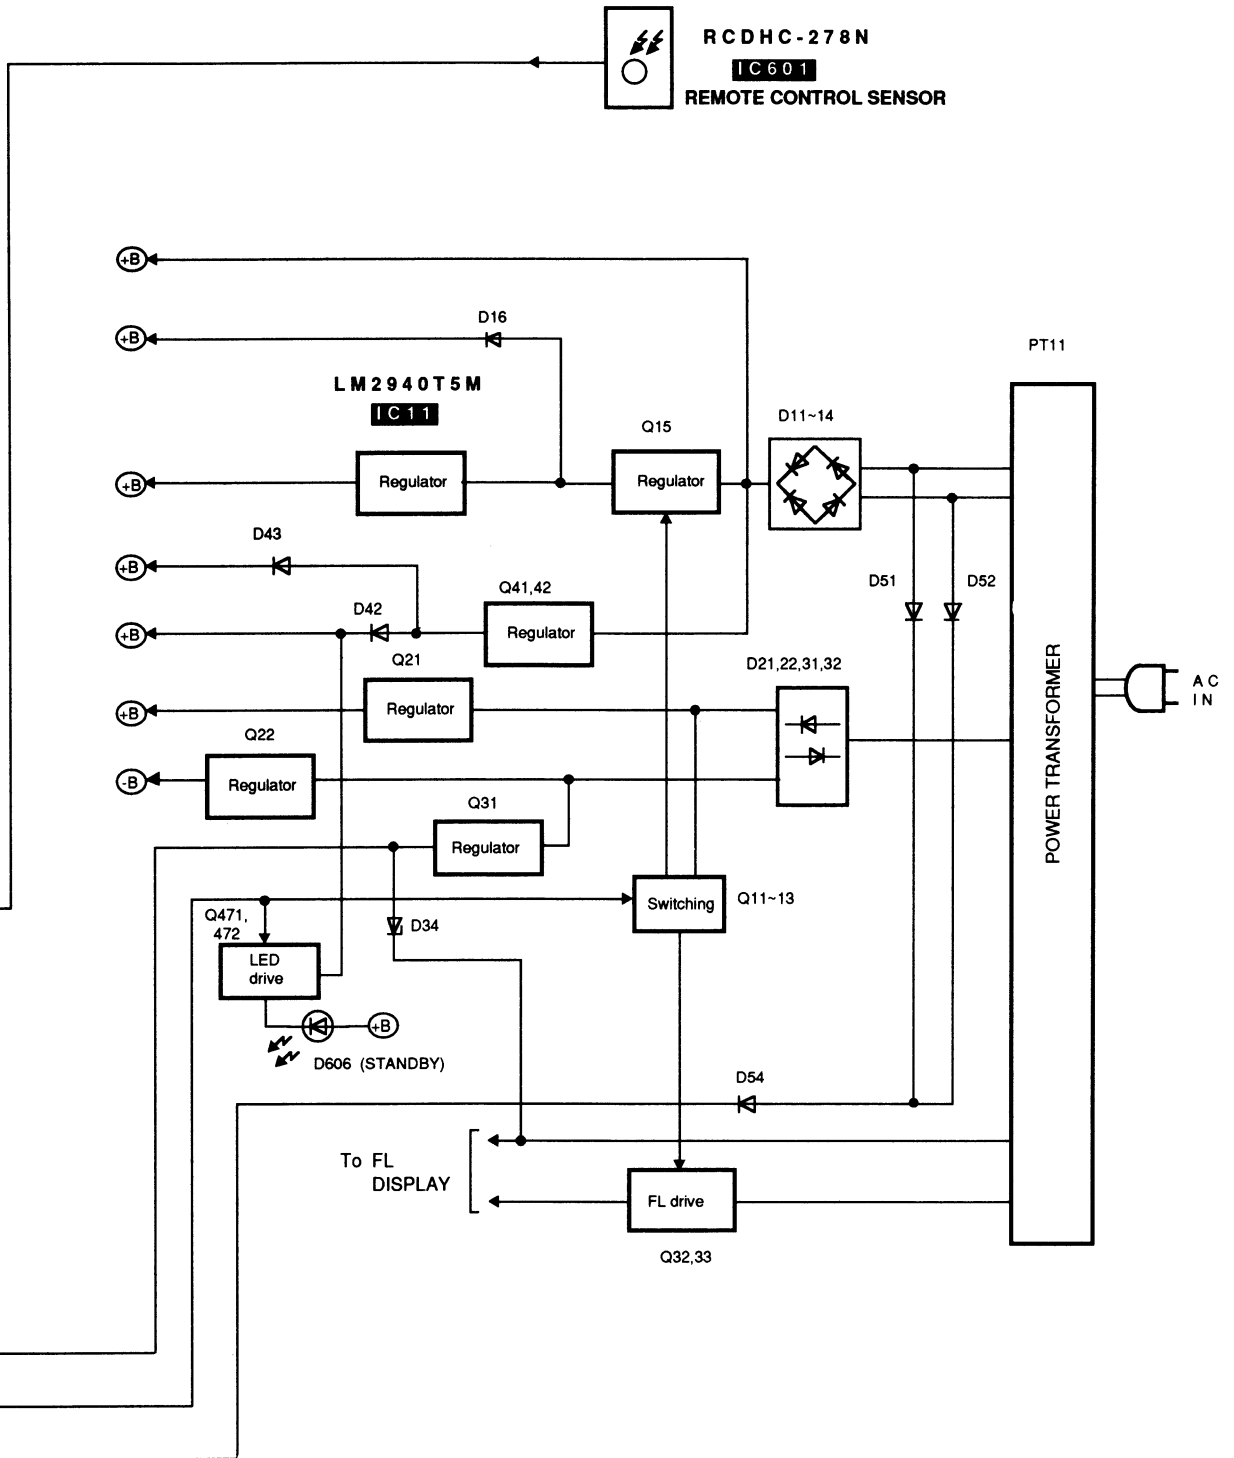 RCDHC-278N
IC601
REMOTE CONTROL SENSOR
+B
D16
+B
PT11
LM2940T5M
IC11
D11~14
Q15
+B
Regulator
Regulator
D43
+B
Q41,42
D51
D52
D42
+B
Regulator
Q21
D21,22,31,32
POWER TRANSFORMER
AC
IN
+B
Regulator
Q22
-B
Regulator
Q31
Regulator
Switching
Q11~13
Q471,
472
D34
LED
drive
+B
D606 (STANDBY)
D54
To FL
DISPLAY
FL drive
Q32,33